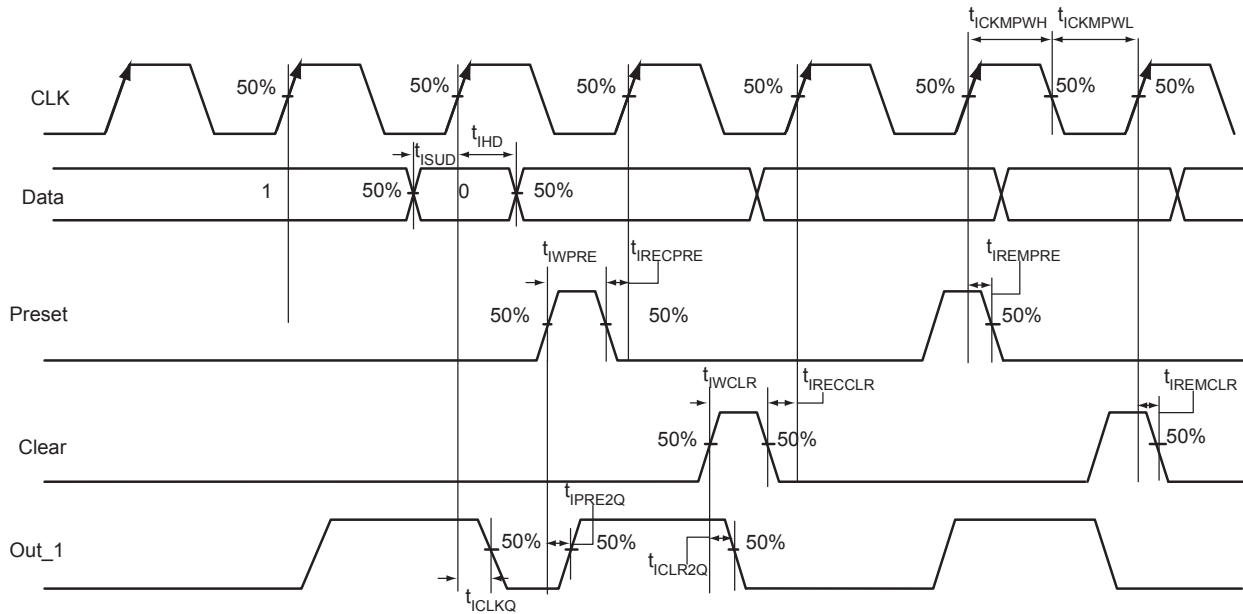 tICKMPWH tICKMPWL
CLK 50% 50% 50% 50% 50% 50% 50%
tISUD tIHD
Data 1 50% 0 50%
tIWPRE tIRECPRE tIREMPRE
Preset 50% 50% 50%
tIWCLR tIRECCLR tIREMCLR
Clear 50% 50% 50%
tIPRE2Q
Out_1 50% 50% 50%
tICLR2Q
tICLKQ